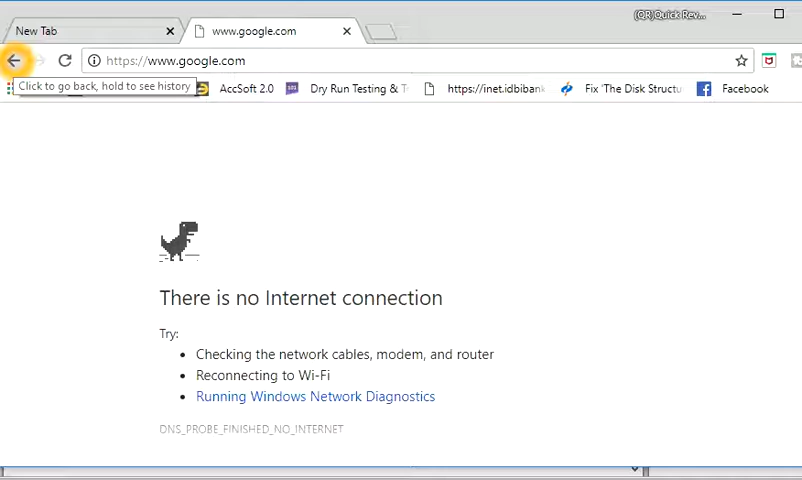 (QR)Quick Rev...
New Tab
www.google.com
https://www.google.com
Click to go back, hold to see history
AccSoft 2.0
Dry Run Testing &
https://inet.idbibank
Fix 'The Disk Structu
Facebook
There is no Internet connection
Try:
• Checking the network cables, modem, and router
• Reconnecting to Wi-Fi
• Running Windows Network Diagnostics
DNS_PROBE_FINISHED_NO_INTERNET